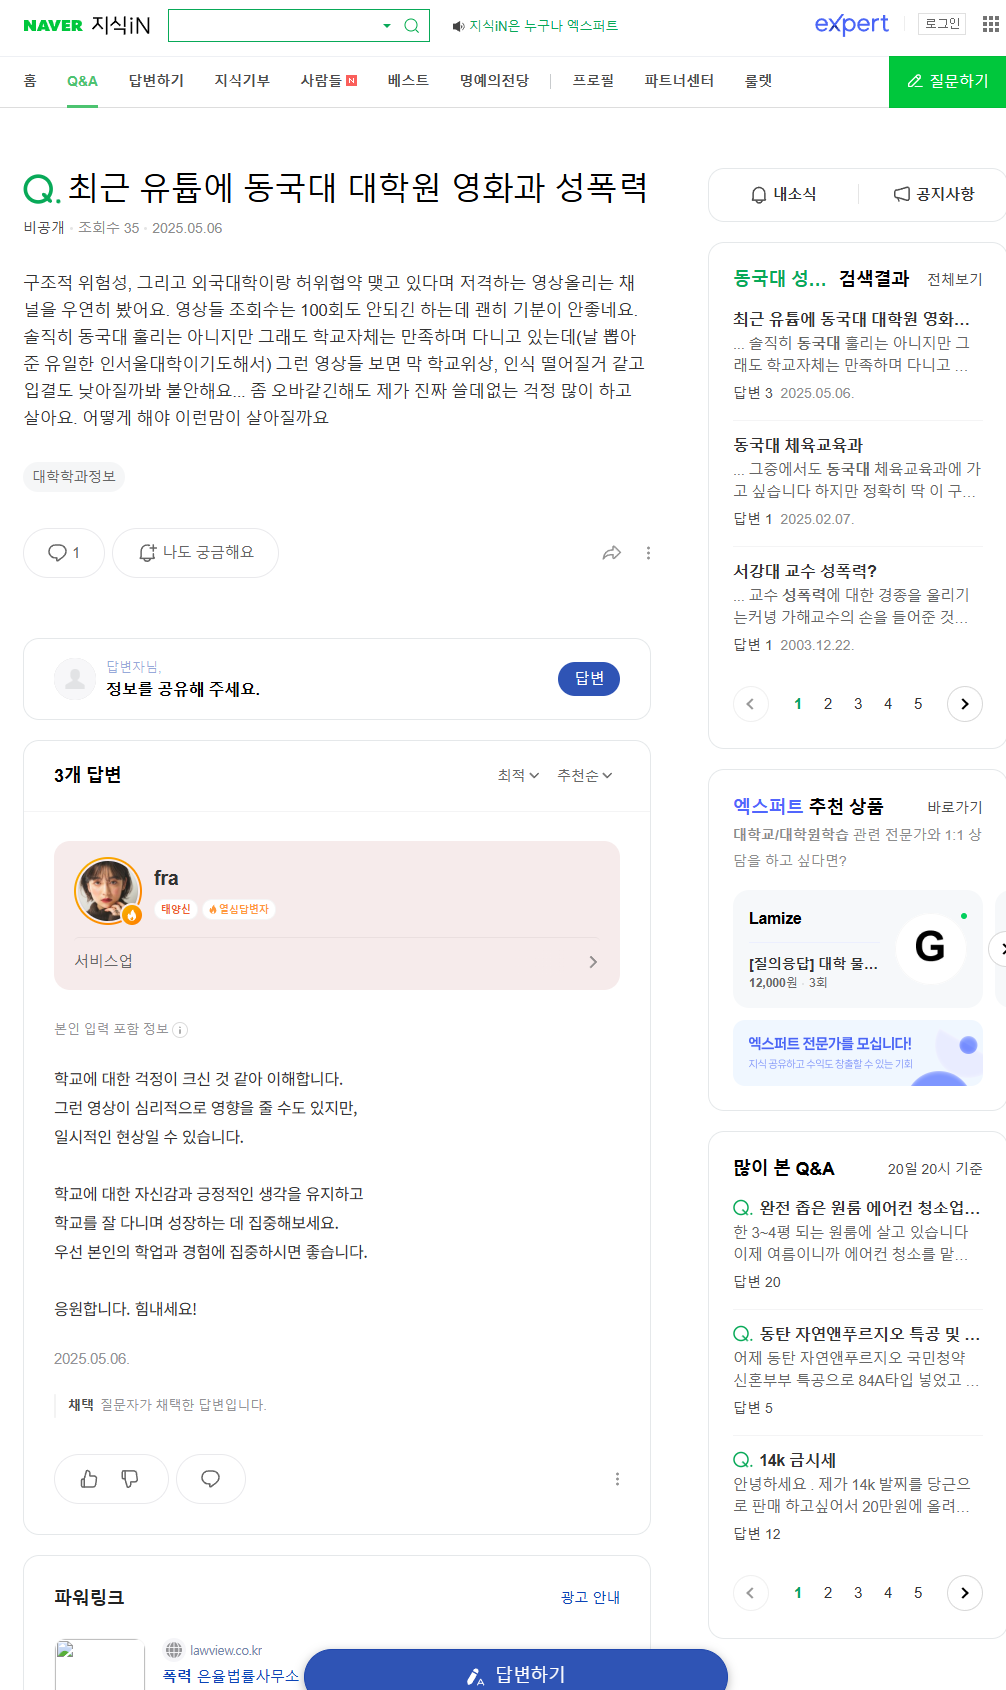 NAVER 지식iN
지식iN은 누구나 엑스퍼트
expert
로그인
홈
Q&A
답변하기
지식기부
사람들 N
베스트
명예의전당
프로필
파트너센터
룰렛
질문하기
Q. 최근 유튭에 동국대 대학원 영화과 성폭력
비공개 · 조회수 35 · 2025.05.06
구조적 위험성, 그리고 외국대학이랑 허위협약 맺고 있다며 저격하는 영상올리는 채
널을 우연히 봤어요. 영상들 조회수는 100회도 안되긴 하는데 괜히 기분이 안좋네요.
솔직히 동국대 훌리는 아니지만 그래도 학교자체는 만족하며 다니고 있는데(날 뽑아
준 유일한 인서울대학이기도해서) 그런 영상들 보면 막 학교위상, 인식 떨어질거 같고
입결도 낮아질까봐 불안해요... 좀 오바같긴해도 제가 진짜 쓸데없는 걱정 많이 하고
살아요. 어떻게 해야 이런맘이 살아질까요
대학학과정보
1
나도 궁금해요
답변자님,
정보를 공유해 주세요.
답변
3개 답변
최적
추천순
fra
태양신
열심답변자
서비스업
본인 입력 포함 정보
학교에 대한 걱정이 크신 것 같아 이해합니다.
그런 영상이 심리적으로 영향을 줄 수도 있지만,
일시적인 현상일 수 있습니다.
학교에 대한 자신감과 긍정적인 생각을 유지하고
학교를 잘 다니며 성장하는 데 집중해보세요.
우선 본인의 학업과 경험에 집중하시면 좋습니다.
응원합니다. 힘내세요!
2025.05.06.
채택 질문자가 채택한 답변입니다.
파워링크
광고 안내
lawview.co.kr
폭력 은율법률사무소
답변하기
내소식
공지사항
동국대 성... 검색결과
전체보기
최근 유튭에 동국대 대학원 영화...
... 솔직히 동국대 훌리는 아니지만 그
래도 학교자체는 만족하며 다니고 ...
답변 3 2025.05.06.
동국대 체육교육과
... 그중에서도 동국대 체육교육과에 가
고 싶습니다 하지만 정확히 딱 이 구...
답변 1 2025.02.07.
서강대 교수 성폭력?
... 교수 성폭력에 대한 경종을 울리기
는커녕 가해교수의 손을 들어준 것...
답변 1 2003.12.22.
1 2 3 4 5
엑스퍼트 추천 상품
바로가기
대학교/대학원학습 관련 전문가와 1:1 상
담을 하고 싶다면?
Lamize
G
[질의응답] 대학 물...
12,000원 · 3회
엑스퍼트 전문가를 모십니다!
지식 공유하고 수익도 창출할 수 있는 기회
많이 본 Q&A
20일 20시 기준
Q. 완전 좁은 원룸 에어컨 청소업...
한 3~4평 되는 원룸에 살고 있습니다
이제 여름이니까 에어컨 청소를 맡...
답변 20
Q. 동탄 자연앤푸르지오 특공 및 ...
어제 동탄 자연앤푸르지오 국민청약
신혼부부 특공으로 84A타입 넣었고 ...
답변 5
Q. 14k 금시세
안녕하세요 . 제가 14k 발찌를 당근으
로 판매 하고싶어서 20만원에 올려...
답변 12
1 2 3 4 5